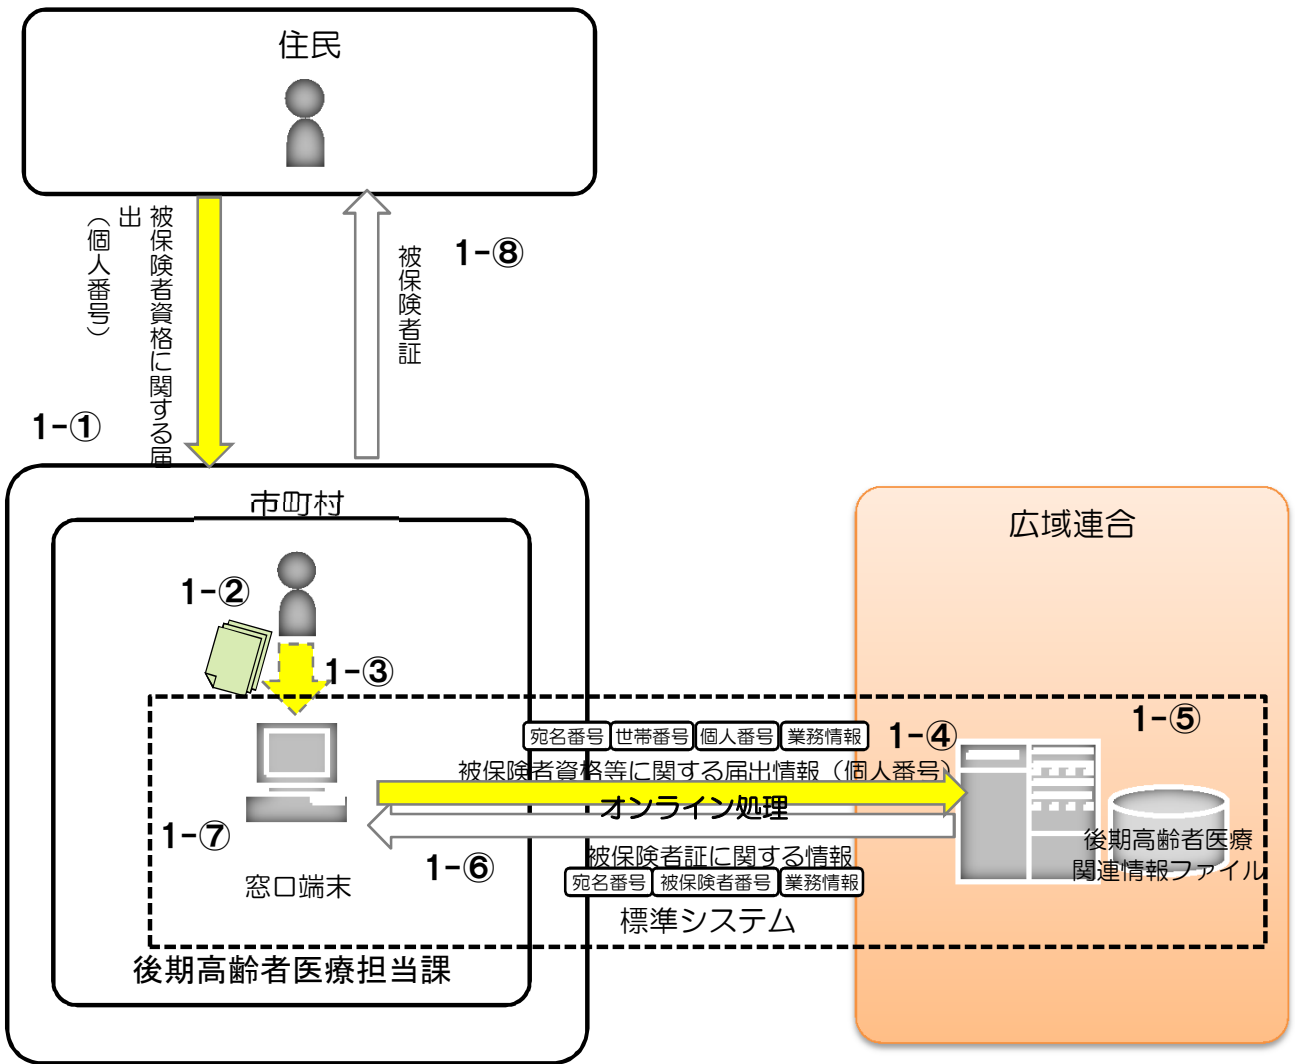 住民
被保険者資格に関する届
出
（個人番号）
被保険者証
1-⑧
1-①
市町村
広域連合
1-②
1-③
宛名番号 世帯番号 個人番号 業務情報
1-④
1-⑤
被保険者資格等に関する届出情報（個人番号）
オンライン処理
1-⑦
1-⑥
被保険者証に関する情報
後期高齢者医療
関連情報ファイル
窓口端末
宛名番号 被保険者番号 業務情報
標準システム
後期高齢者医療担当課